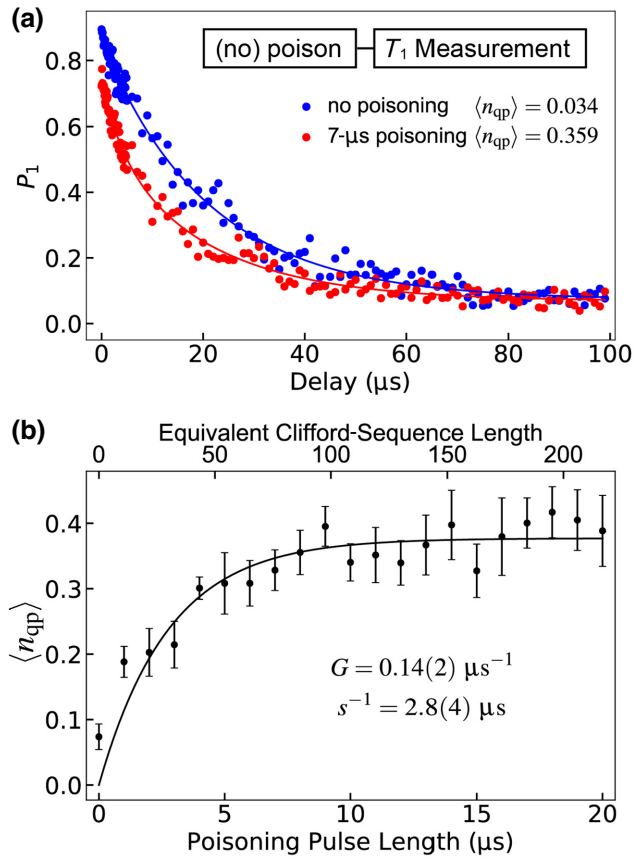 (a)
(no) poison
T₁ Measurement
no poisoning ⟨n_qp⟩ = 0.034
7-μs poisoning ⟨n_qp⟩ = 0.359
P₁
0.8
0.6
0.4
0.2
0.0
0 20 40 60 80 100
Delay (μs)
(b)
Equivalent Clifford-Sequence Length
0 50 100 150 200
⟨n_qp⟩
0.4
0.3
0.2
0.1
0.0
G = 0.14(2) μs⁻¹
s⁻¹ = 2.8(4) μs
0 5 10 15 20
Poisoning Pulse Length (μs)